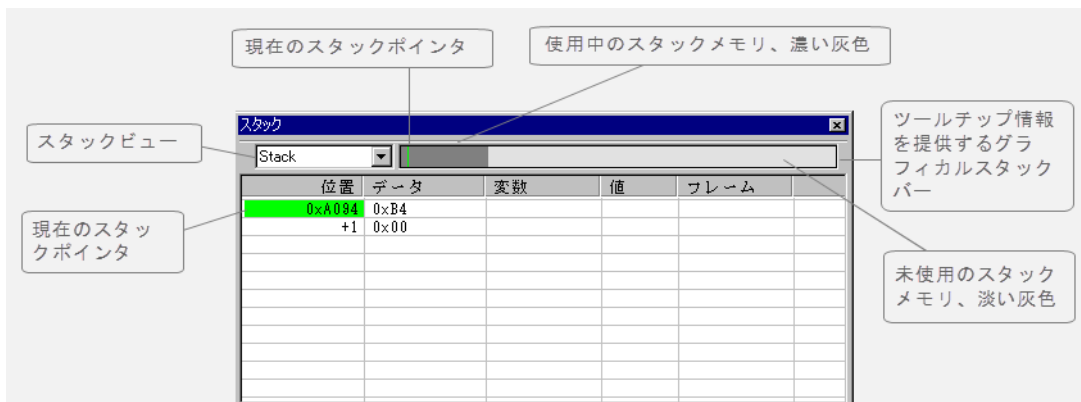 現在のスタックポインタ
使用中のスタックメモリ、濃い灰色
スタックビュー
ツールチップ情報
を提供するグラ
フィカルスタック
バー
スタック
Stack
位置 データ 変数 値 フレーム
0xA094 0xB4
+1 0x00
現在のスタッ
クポインタ
未使用のスタック
メモリ、淡い灰色